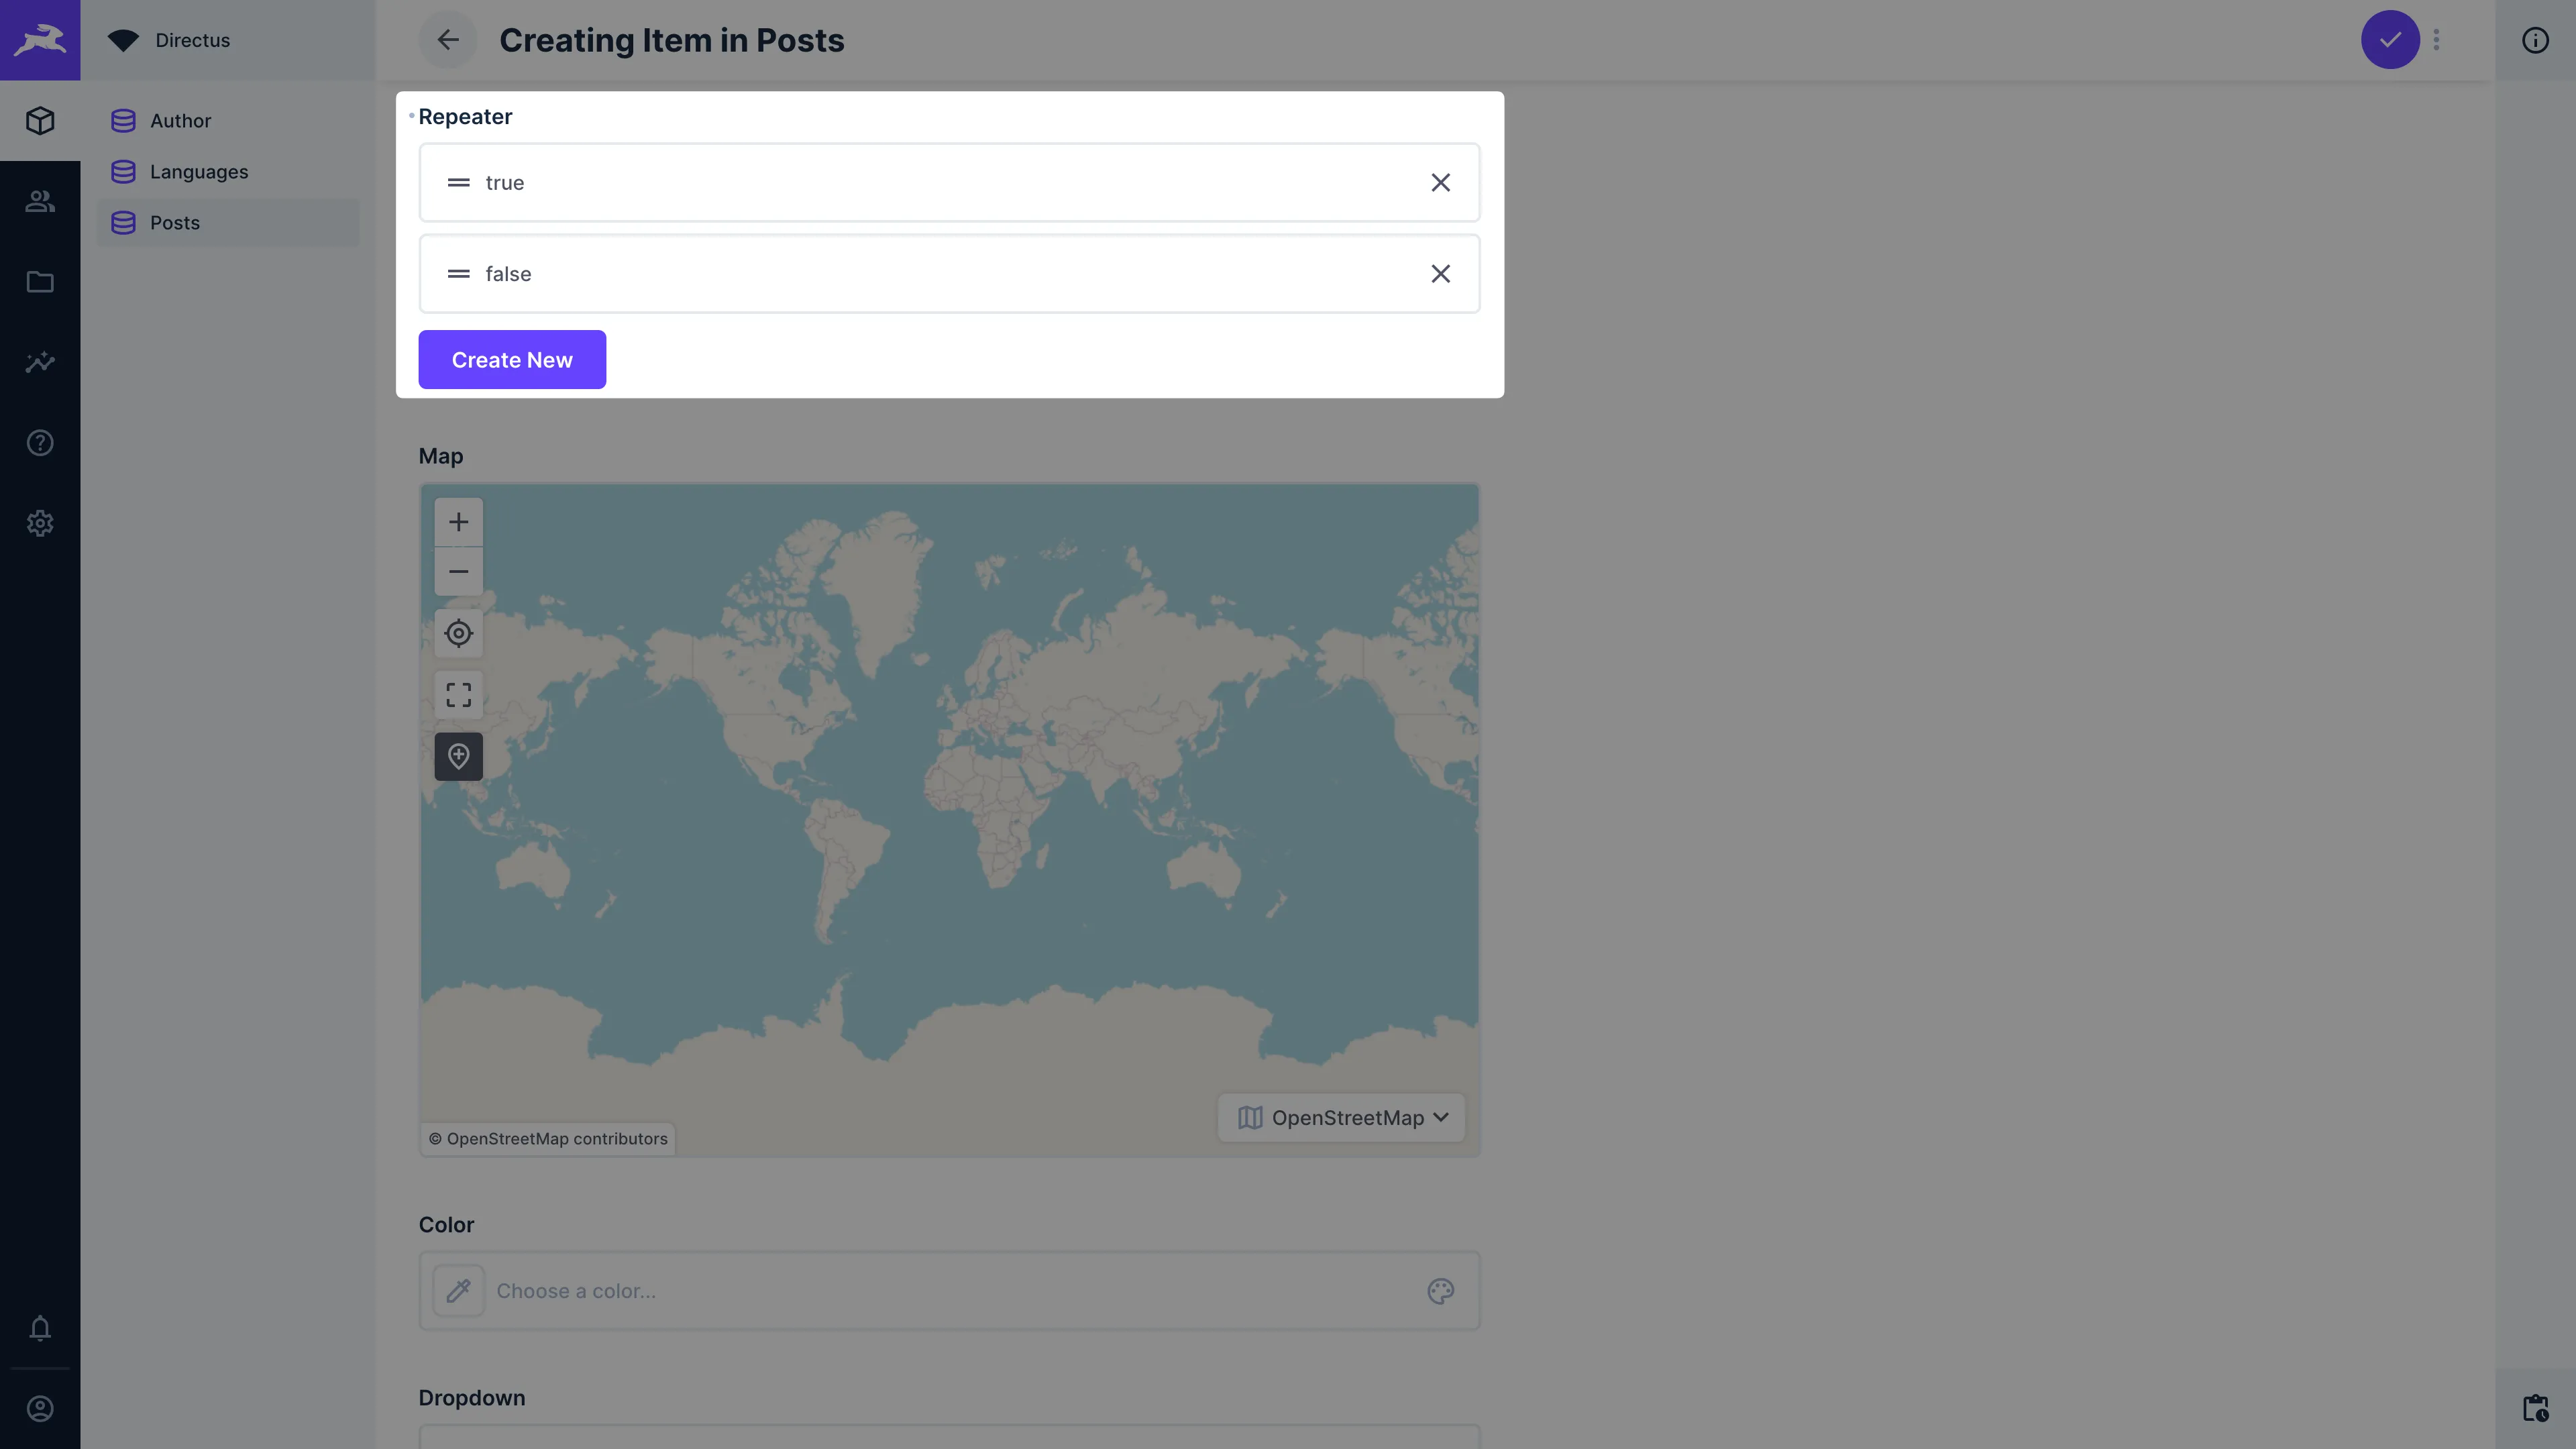 Directus
Creating Item in Posts
Author
Languages
Posts
Repeater
true
false
Create New
Map
OpenStreetMap
© OpenStreetMap contributors
Color
Choose a color...
Dropdown